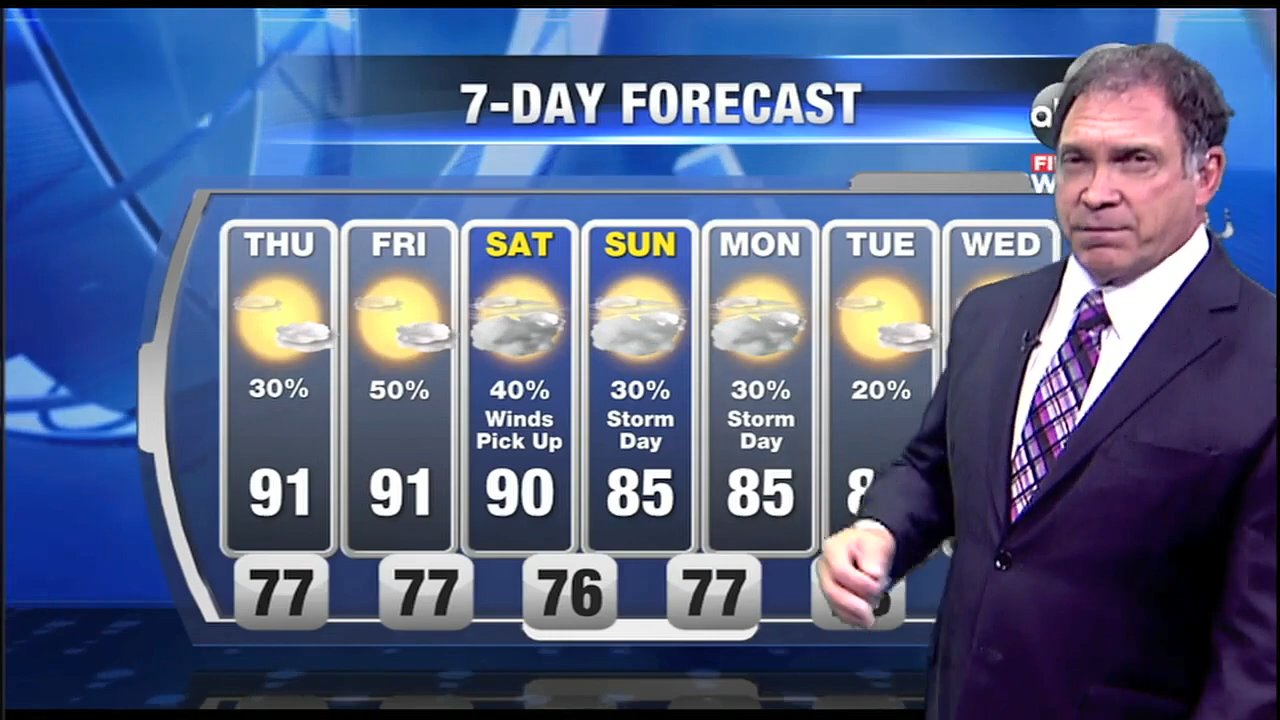 7-DAY FORECAST
THU FRI SAT SUN MON TUE WED
30% 50% 40% 30% 30% 20%
Winds Storm Storm
Pick Up Day Day
91 91 90 85 85
77 77 76 77